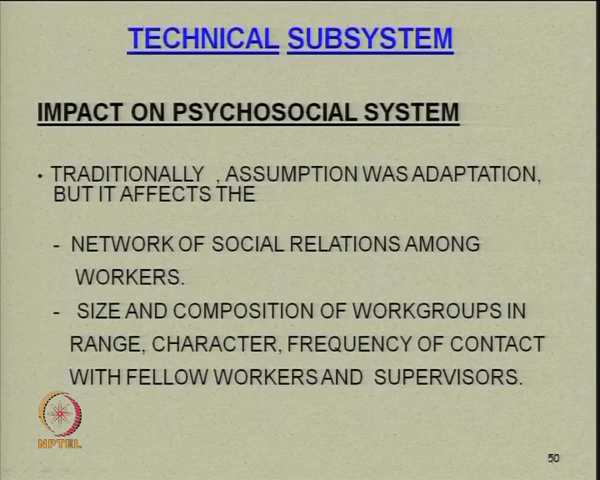 TECHNICAL SUBSYSTEM
IMPACT ON PSYCHOSOCIAL SYSTEM
• TRADITIONALLY , ASSUMPTION WAS ADAPTATION,
BUT IT AFFECTS THE
- NETWORK OF SOCIAL RELATIONS AMONG
WORKERS.
- SIZE AND COMPOSITION OF WORKGROUPS IN
RANGE, CHARACTER, FREQUENCY OF CONTACT
WITH FELLOW WORKERS AND SUPERVISORS.
NPTEL
50